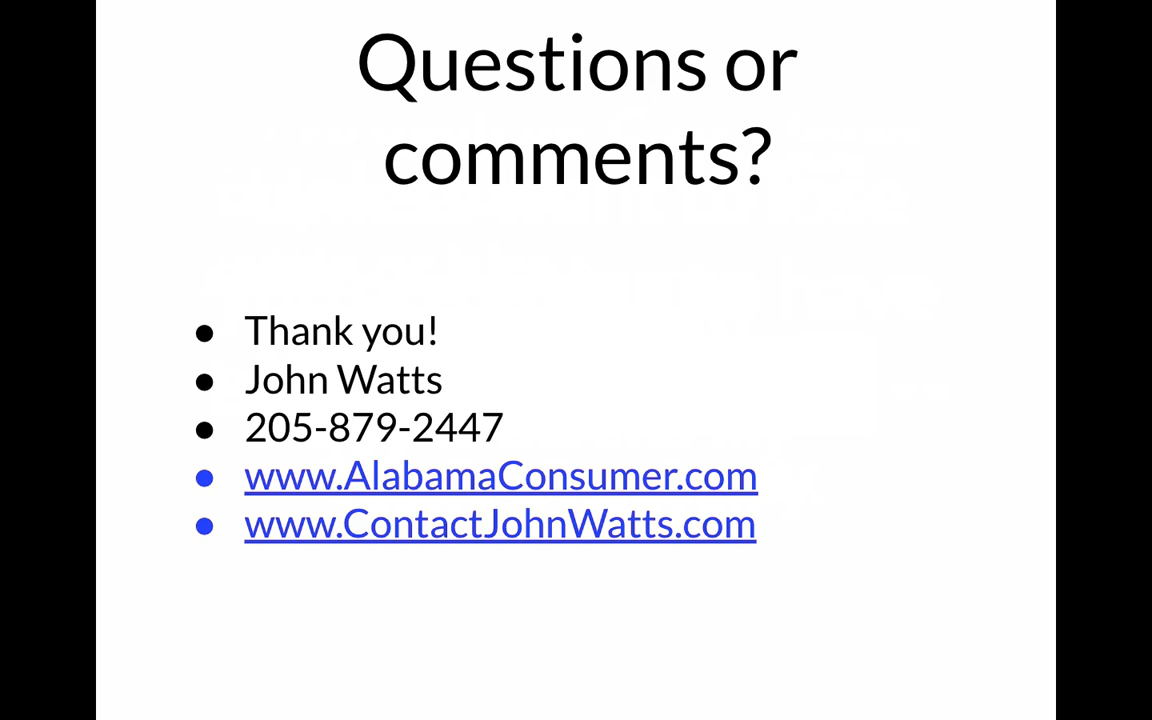 Questions or
comments?
● Thank you!
● John Watts
● 205-879-2447
● www.AlabamaConsumer.com
● www.ContactJohnWatts.com